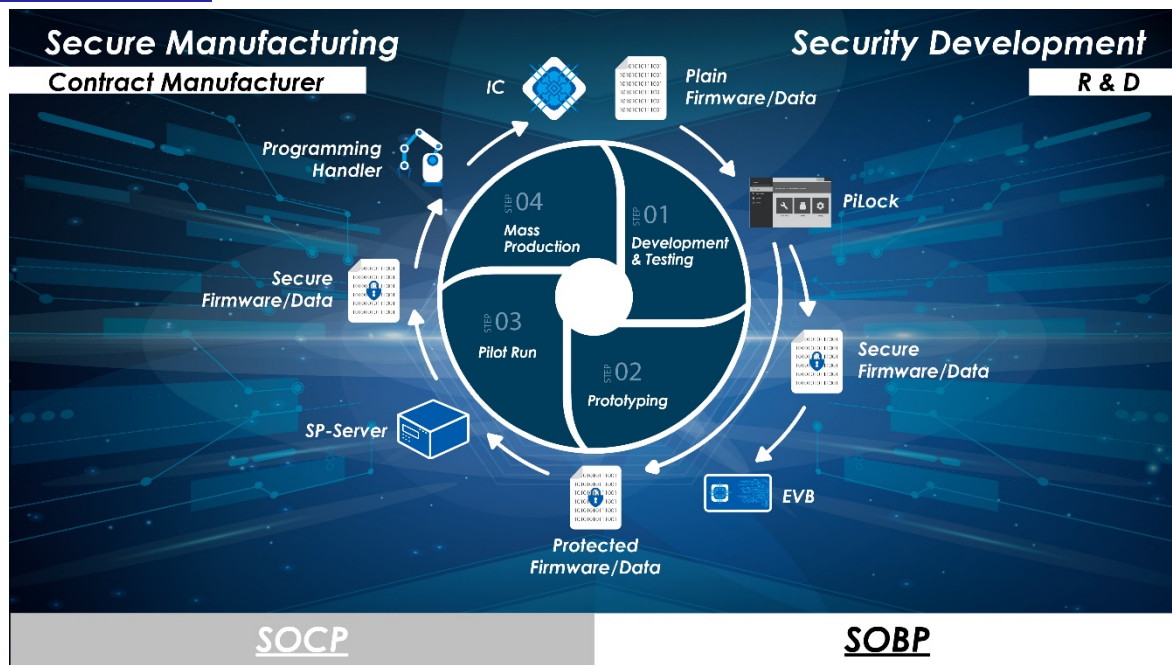 Secure Manufacturing
Contract Manufacturer
Security Development
R & D
IC
Plain
Firmware/Data
Programming
Handler
PiLock
STEP 04
Mass
Production
STEP 01
Development
& Testing
Secure
Firmware/Data
STEP 03
Pilot Run
STEP 02
Prototyping
Secure
Firmware/Data
SP-Server
EVB
Protected
Firmware/Data
SOCP
SOBP